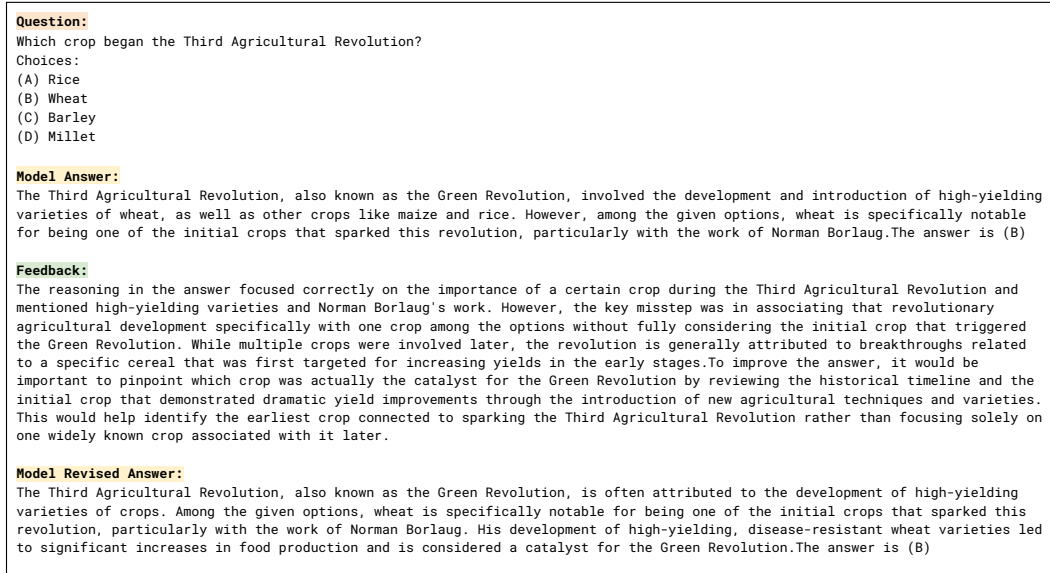 Question:
Which crop began the Third Agricultural Revolution?
Choices:
(A) Rice
(B) Wheat
(C) Barley
(D) Millet
Model Answer:
The Third Agricultural Revolution, also known as the Green Revolution, involved the development and introduction of high-yielding
varieties of wheat, as well as other crops like maize and rice. However, among the given options, wheat is specifically notable
for being one of the initial crops that sparked this revolution, particularly with the work of Norman Borlaug.The answer is (B)
Feedback:
The reasoning in the answer focused correctly on the importance of a certain crop during the Third Agricultural Revolution and
mentioned high-yielding varieties and Norman Borlaug's work. However, the key misstep was in associating that revolutionary
agricultural development specifically with one crop among the options without fully considering the initial crop that triggered
the Green Revolution. While multiple crops were involved later, the revolution is generally attributed to breakthroughs related
to a specific cereal that was first targeted for increasing yields in the early stages.To improve the answer, it would be
important to pinpoint which crop was actually the catalyst for the Green Revolution by reviewing the historical timeline and the
initial crop that demonstrated dramatic yield improvements through the introduction of new agricultural techniques and varieties.
This would help identify the earliest crop connected to sparking the Third Agricultural Revolution rather than focusing solely on
one widely known crop associated with it later.
Model Revised Answer:
The Third Agricultural Revolution, also known as the Green Revolution, is often attributed to the development of high-yielding
varieties of crops. Among the given options, wheat is specifically notable for being one of the initial crops that sparked this
revolution, particularly with the work of Norman Borlaug. His development of high-yielding, disease-resistant wheat varieties led
to significant increases in food production and is considered a catalyst for the Green Revolution.The answer is (B)